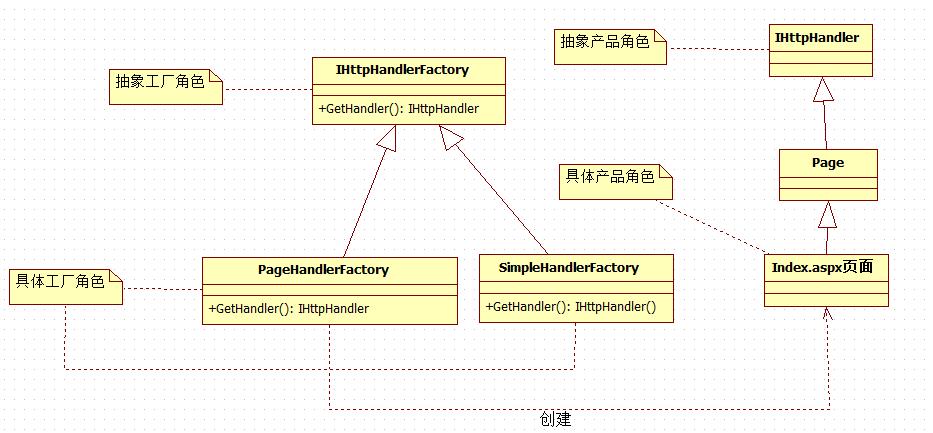 抽象产品角色
IHttpHandler
抽象工厂角色
IHttpHandlerFactory
+GetHandler(): IHttpHandler
Page
具体产品角色
具体工厂角色
PageHandlerFactory
+GetHandler(): IHttpHandler
SimpleHandlerFactory
+GetHandler(): IHttpHandler()
Index.aspx页面
创建